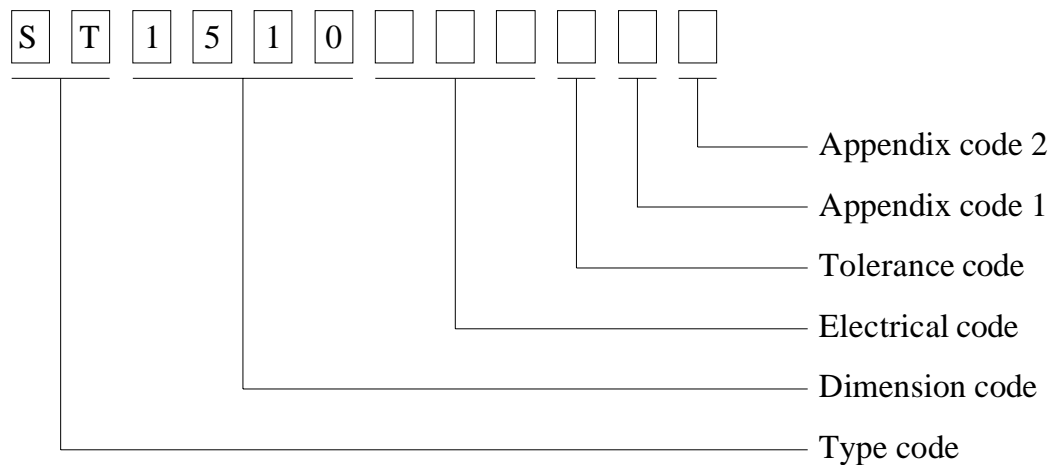 S T 1 5 1 0
Appendix code 2
Appendix code 1
Tolerance code
Electrical code
Dimension code
Type code